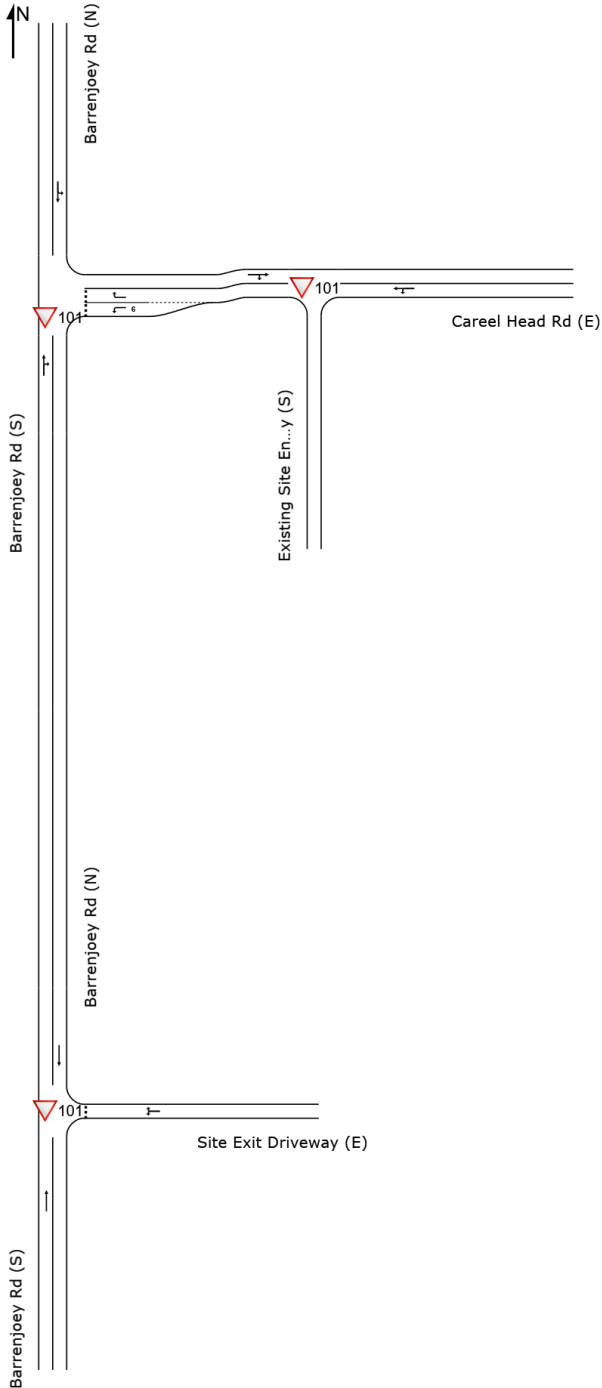 N
Barrenjoey Rd (N)
101
101
Careel Head Rd (E)
6
Barrenjoey Rd (S)
Existing Site En...y (S)
Barrenjoey Rd (N)
101
Site Exit Driveway (E)
Barrenjoey Rd (S)